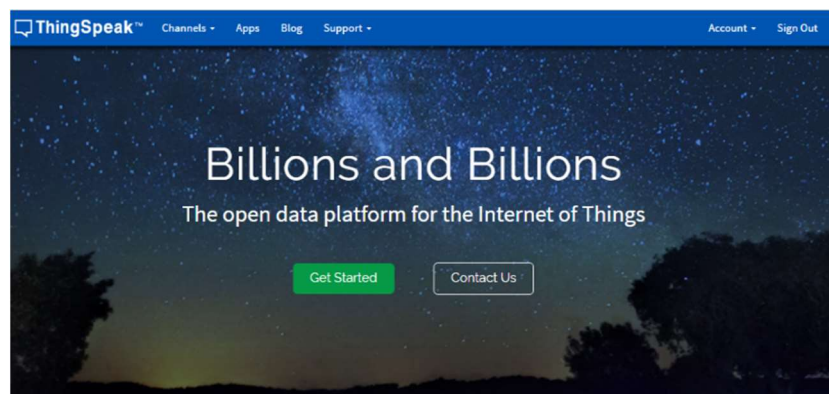 ThingSpeak™ Channels Apps Blog Support Account Sign Out
Billions and Billions
The open data platform for the Internet of Things
Get Started Contact Us